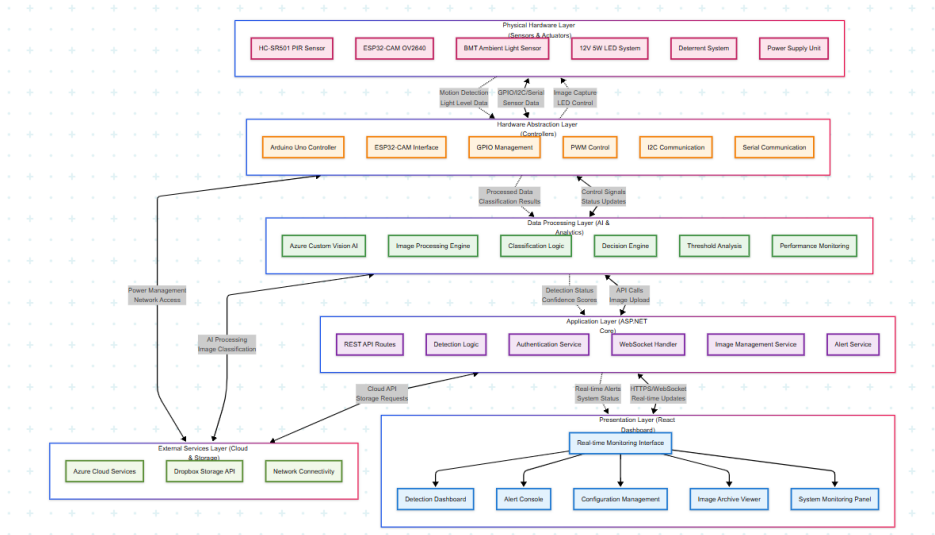 Physical Hardware Layer
(Sensors & Actuators)
HC-SR501 PIR Sensor
ESP32-CAM OV2640
BMT Ambient Light Sensor
12V 5W LED System
Deterrent System
Power Supply Unit
Motion Detection
Light Level Data
GPIO/I2C/Serial
Sensor Data
Image Capture
LED Control
Hardware Abstraction Layer
(Controllers)
Arduino Uno Controller
ESP32-CAM Interface
GPIO Management
PWM Control
I2C Communication
Serial Communication
Processed Data
Classification Results
Control Signals
Status Updates
Data Processing Layer (AI &
Analytics)
Azure Custom Vision AI
Image Processing Engine
Classification Logic
Decision Engine
Threshold Analysis
Performance Monitoring
Power Management
Network Access
Detection Status
Confidence Scores
API Calls
Image Upload
AI Processing
Image Classification
Application Layer (ASP.NET
Core)
REST API Routes
Detection Logic
Authentication Service
WebSocket Handler
Image Management Service
Alert Service
Cloud API
Storage Requests
Real-time Alerts
System Status
HTTPS/WebSocket
Real-time Updates
Presentation Layer (React
Dashboard)
Real-time Monitoring Interface
External Services Layer (Cloud
& Storage)
Azure Cloud Services
Dropbox Storage API
Network Connectivity
Detection Dashboard
Alert Console
Configuration Management
Image Archive Viewer
System Monitoring Panel